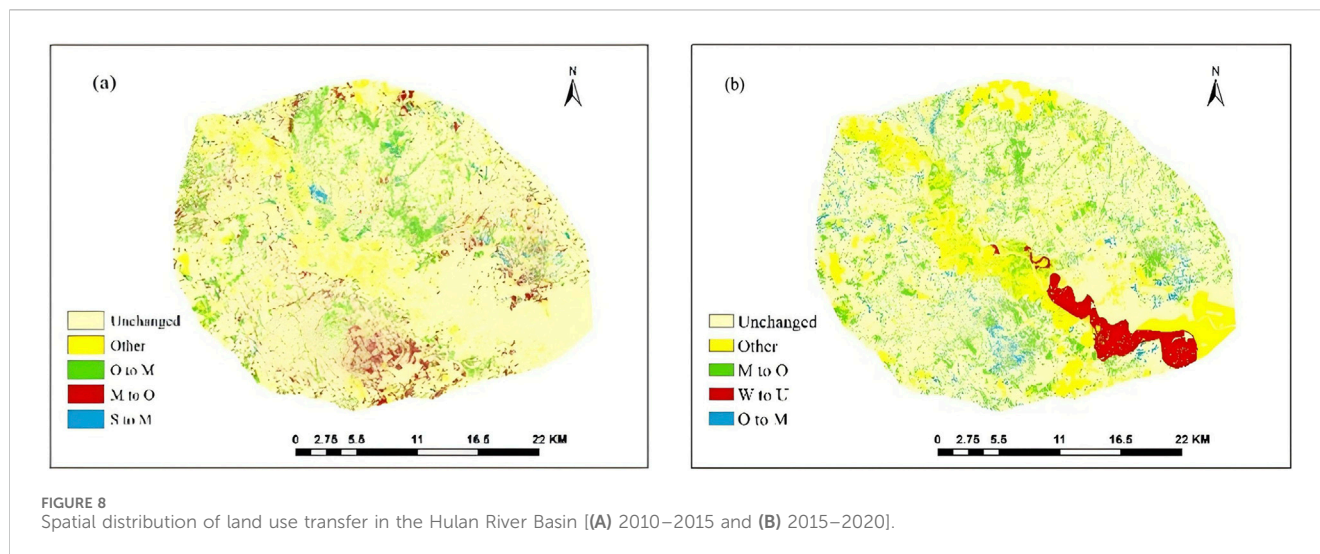 (a)
N
Unchanged
Other
O to M
M to O
S to M
0 2.75 5.5 11 16.5 22 KM
(b)
N
Unchanged
Other
M to O
W to U
O to M
0 2.75 5.5 11 16.5 22 KM
FIGURE 8
Spatial distribution of land use transfer in the Hulan River Basin [(A) 2010–2015 and (B) 2015–2020].